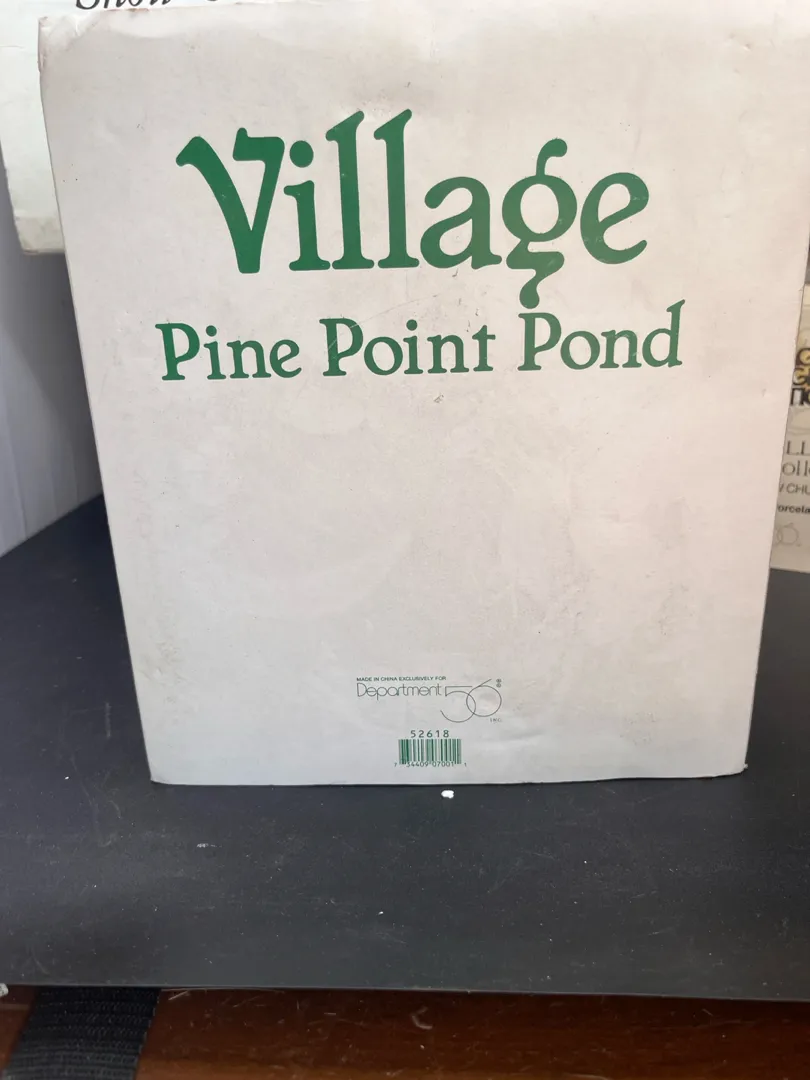 Village
Pine Point Pond
MADE IN CHINA EXCLUSIVELY FOR
Department 56
52618